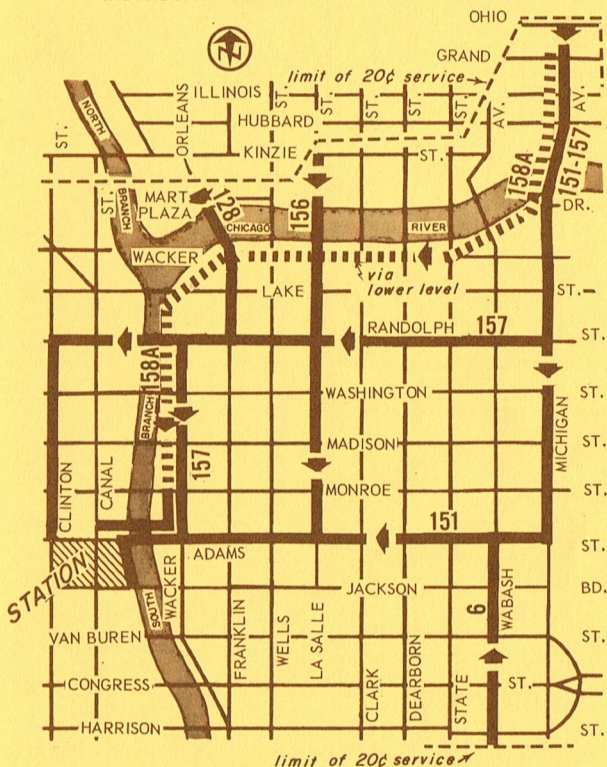 OHIO
GRAND
N
limit of 20¢ service
ILLINOIS
ORLEANS
ST.
ST.
ST.
ST.
ST.
AV.
AV.
HUBBARD
NORTH
ST.
KINZIE
ST.
158A
151-157
ST.
BRANCH
MART
PLAZA
128
156
DR.
CHICAGO
RIVER
WACKER
via
lower level
LAKE
ST.
RANDOLPH
157
ST.
158A
WASHINGTON
ST.
BRANCH
MADISON
ST.
MICHIGAN
CLINTON
CANAL
157
MONROE
ST.
151
ADAMS
ST.
STATION
WACKER
SOUTH
JACKSON
BD.
6
WABASH
VAN BUREN
FRANKLIN
WELLS
LA SALLE
CLARK
DEARBORN
STATE
ST.
CONGRESS
ST.
HARRISON
ST.
limit of 20¢ service